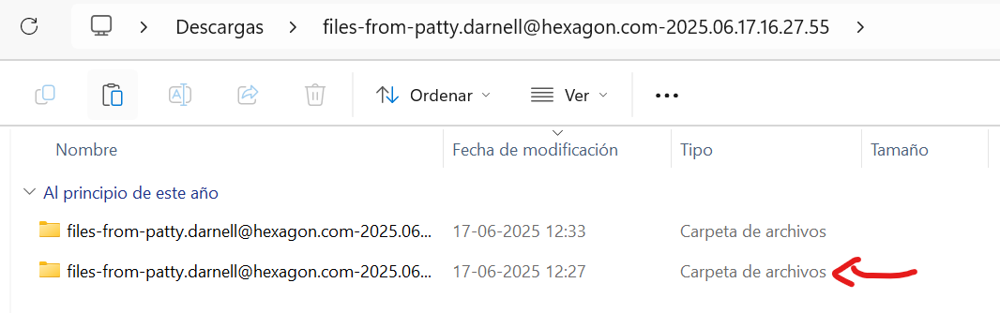 Descargas files-from-patty.darnell@hexagon.com-2025.06.17.16.27.55
Ordenar Ver
Nombre Fecha de modificación Tipo Tamaño
Al principio de este año
files-from-patty.darnell@hexagon.com-2025.06... 17-06-2025 12:33 Carpeta de archivos
files-from-patty.darnell@hexagon.com-2025.06... 17-06-2025 12:27 Carpeta de archivos